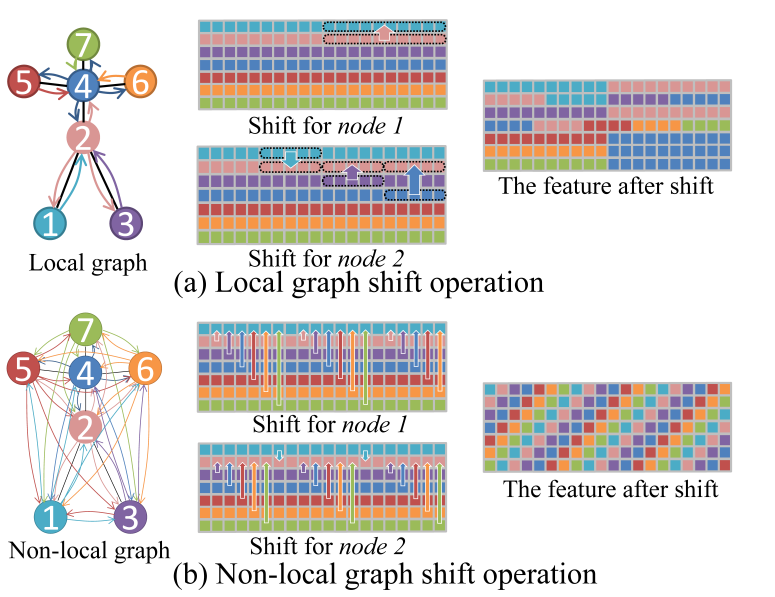 7
5
4
6
2
1
3
Local graph
Shift for node 1
Shift for node 2
The feature after shift
(a) Local graph shift operation
7
5
4
6
2
1
3
Non-local graph
Shift for node 1
Shift for node 2
The feature after shift
(b) Non-local graph shift operation